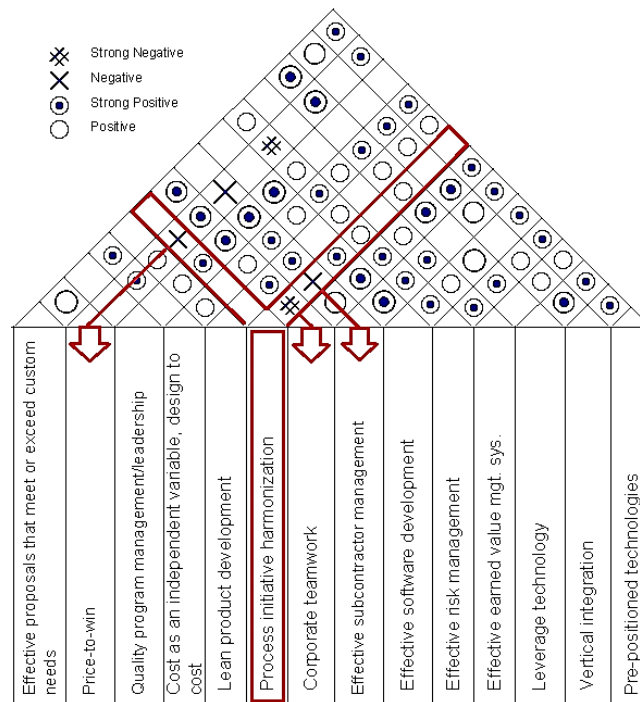 Strong Negative
Negative
Strong Positive
Positive
Effective proposals that meet or exceed custom
needs
Price-to-win
Quality program management/leadership
Cost as an independent variable, design to
cost
Lean product development
Process initiative harmonization
Corporate teamwork
Effective subcontractor management
Effective software development
Effective risk management
Effective earned value mgt. sys.
Leverage technology
Vertical integration
Pre-positioned technologies